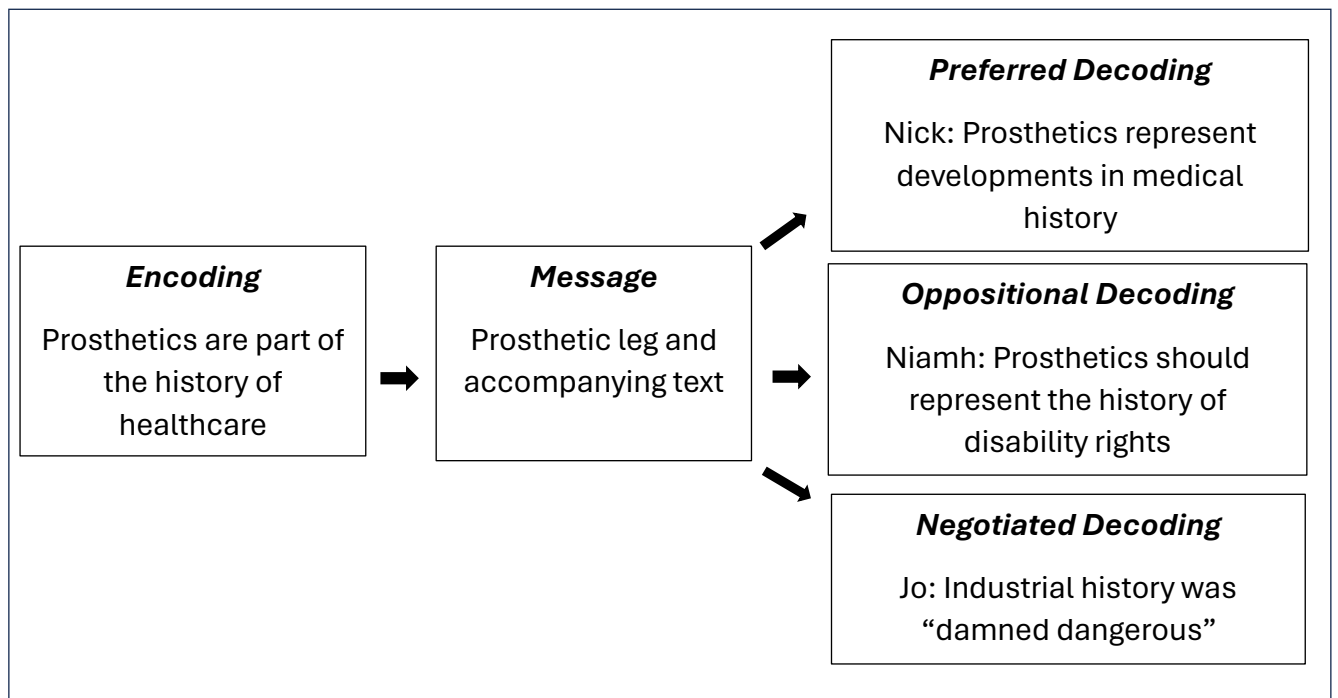 Encoding
Prosthetics are part of
the history of
healthcare
Message
Prosthetic leg and
accompanying text
Preferred Decoding
Nick: Prosthetics represent
developments in medical
history
Oppositional Decoding
Niamh: Prosthetics should
represent the history of
disability rights
Negotiated Decoding
Jo: Industrial history was
“damned dangerous”